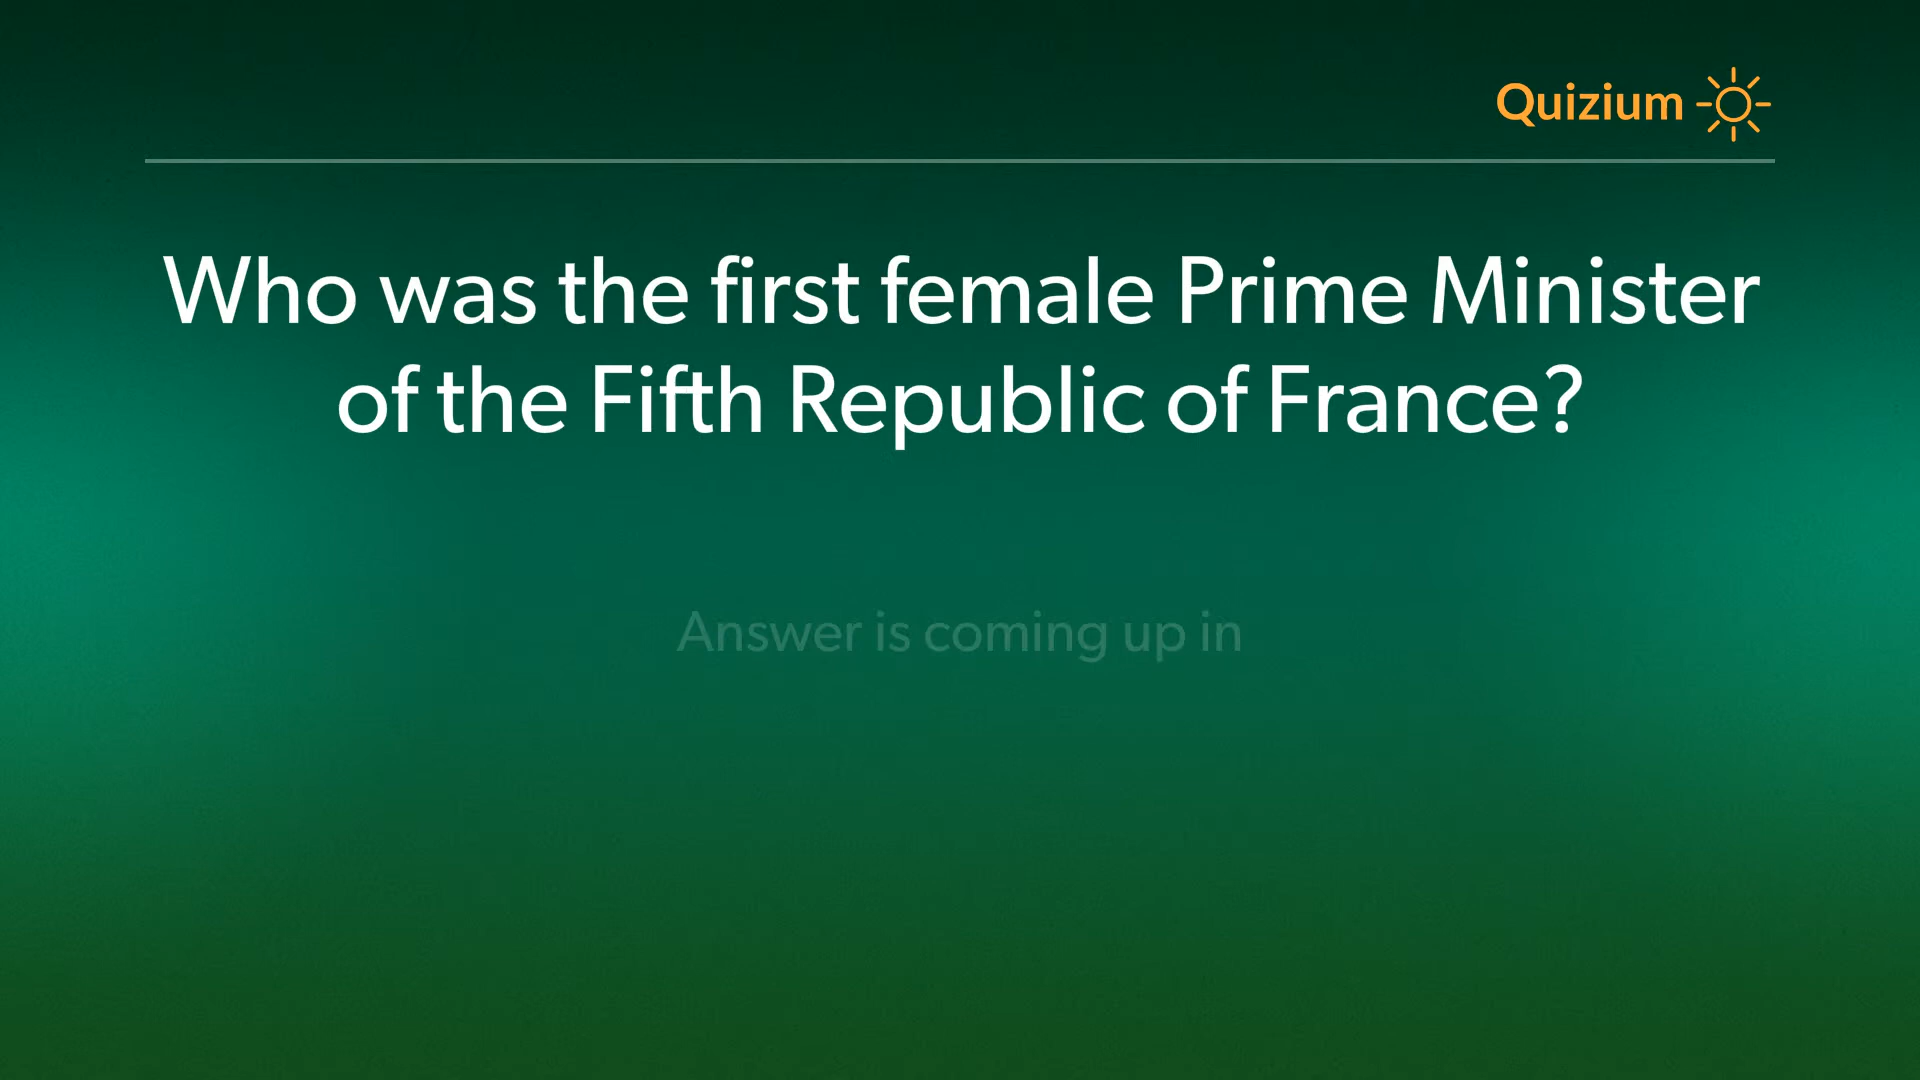 Quizium
Who was the first female Prime Minister
of the Fifth Republic of France?
Answer is coming up in